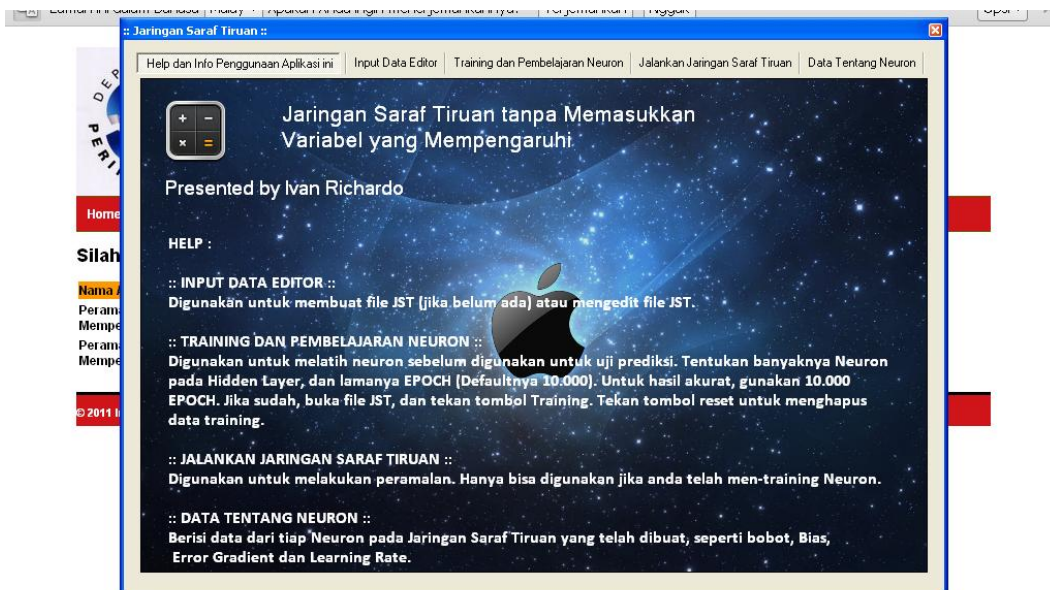 :: Jaringan Saraf Tiruan ::
Help dan Info Penggunaan Aplikasi ini
Input Data Editor
Training dan Pembelajaran Neuron
Jalankan Jaringan Saraf Tiruan
Data Tentang Neuron
Jaringan Saraf Tiruan tanpa Memasukkan
Variabel yang Mempengaruhi
Presented by Ivan Richardo
HELP :
:: INPUT DATA EDITOR ::
Digunakan untuk membuat file JST (jika belum ada) atau mengedit file JST.
:: TRAINING DAN PEMBELAJARAN NEURON ::
Digunakan untuk melatih neuron sebelum digunakan untuk uji prediksi. Tentukan banyaknya Neuron
pada Hidden Layer, dan lamanya EPOCH (Defaultnya 10.000). Untuk hasil akurat, gunakan 10.000
EPOCH. Jika sudah, buka file JST, dan tekan tombol Training. Tekan tombol reset untuk menghapus
data training.
:: JALANKAN JARINGAN SARAF TIRUAN ::
Digunakan untuk melakukan peramalan. Hanya bisa digunakan jika anda telah men-training Neuron.
:: DATA TENTANG NEURON ::
Berisi data dari tiap Neuron pada Jaringan Saraf Tiruan yang telah dibuat, seperti bobot, Bias,
Error Gradient dan Learning Rate.
Home
Silah
Nama
Peram
Mempe
Peram
Mempe
© 2011